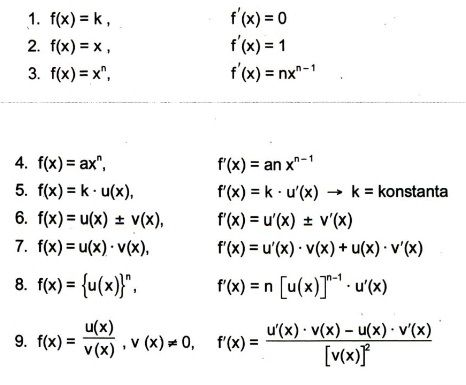 1. f(x) = k , f'(x) = 0
2. f(x) = x , f'(x) = 1
3. f(x) = xⁿ, f'(x) = nxⁿ⁻¹
4. f(x) = axⁿ, f'(x) = an xⁿ⁻¹
5. f(x) = k · u(x), f'(x) = k · u'(x) → k = konstanta
6. f(x) = u(x) ± v(x), f'(x) = u'(x) ± v'(x)
7. f(x) = u(x) · v(x), f'(x) = u'(x) · v(x) + u(x) · v'(x)
8. f(x) = {u(x)}ⁿ, f'(x) = n [u(x)]ⁿ⁻¹ · u'(x)
9. f(x) = u(x)/v(x) , v (x) ≠ 0, f'(x) = u'(x) · v(x) – u(x) · v'(x)/[v(x)]²